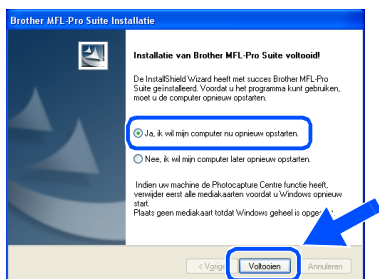 Brother MFL-Pro Suite Installatie
Installatie van Brother MFL-Pro Suite voltooid!
De InstallShield Wizard heeft met succes Brother MFL-Pro
Suite geïnstalleerd. Voordat u het programma kunt gebruiken,
moet u de computer opnieuw opstarten.
Ja, ik wil mijn computer nu opnieuw opstarten.
Nee, ik wil mijn computer later opnieuw opstarten.
Indien uw machine de Photocapture Centre functie heeft,
verwijder eerst alle mediakaarten voordat u Windows opnieuw
start.
Plaats geen mediakaart totdat Windows geheel is
< Vorige Voltooien Annuleren